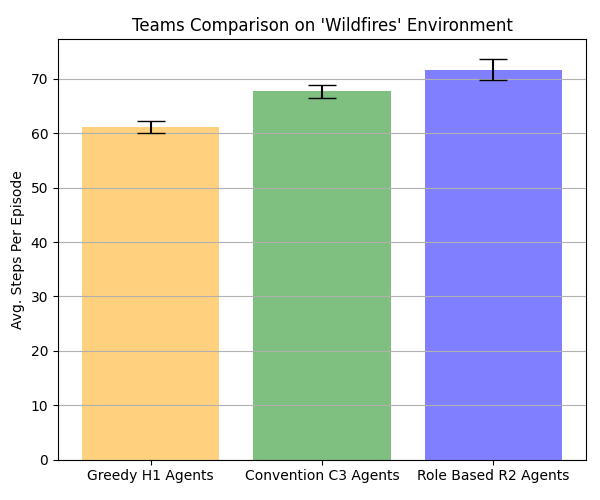 Teams Comparison on 'Wildfires' Environment
Avg. Steps Per Episode
70
60
50
40
30
20
10
0
Greedy H1 Agents
Convention C3 Agents
Role Based R2 Agents